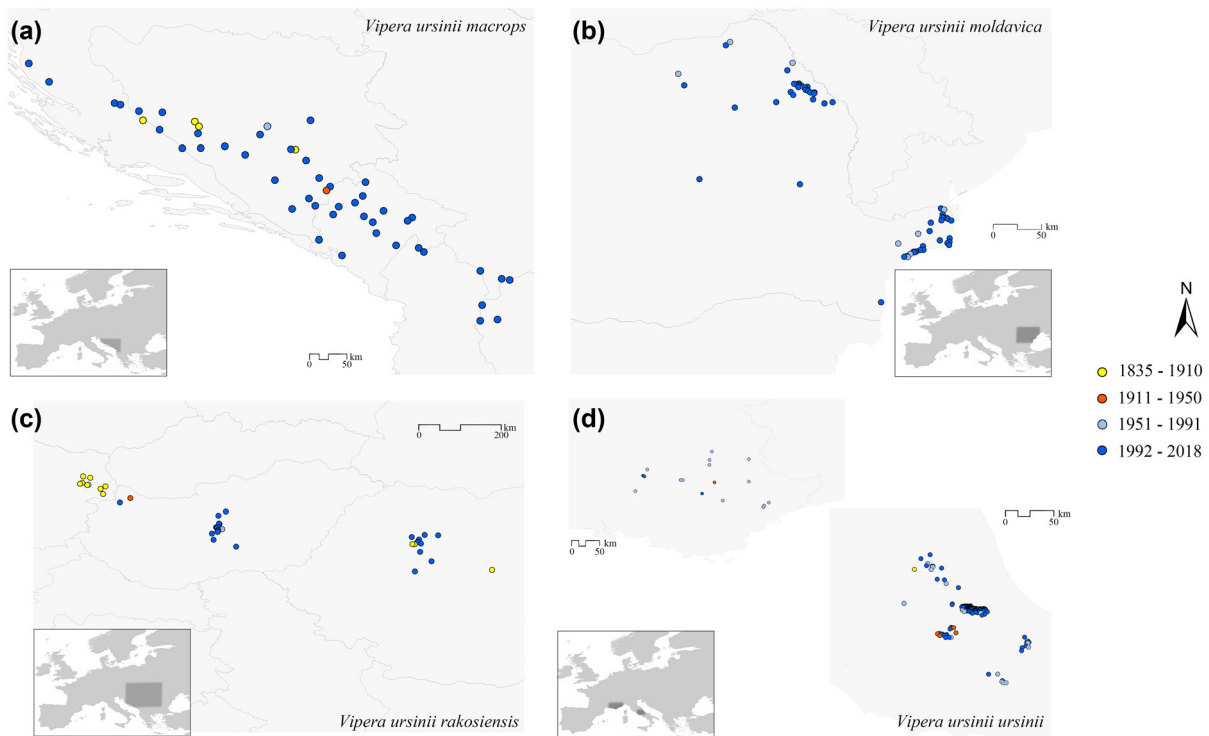 (a)
Vipera ursinii macrops
km
0 50
(b)
Vipera ursinii moldavica
km
0 50
N
1835 - 1910
1911 - 1950
1951 - 1991
1992 - 2018
(c)
km
0 200
Vipera ursinii rakosiensis
(d)
km
0 50
km
0 50
Vipera ursinii ursinii